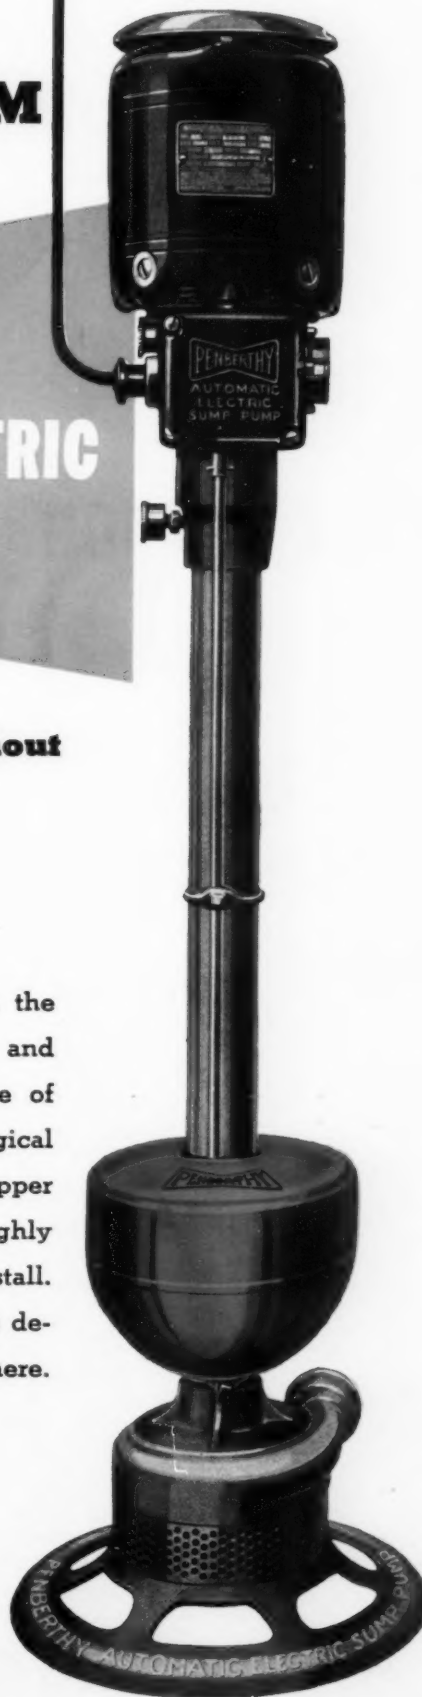 M
TRIC
PENBERTHY
AUTOMATIC
ELECTRIC
SUMP PUMP
out
the
and
e of
gical
pper
ghly
stall.
de-
here.
PENBERTHY
PENBERTHY AUTOMATIC ELECTRIC SUMP PUMP